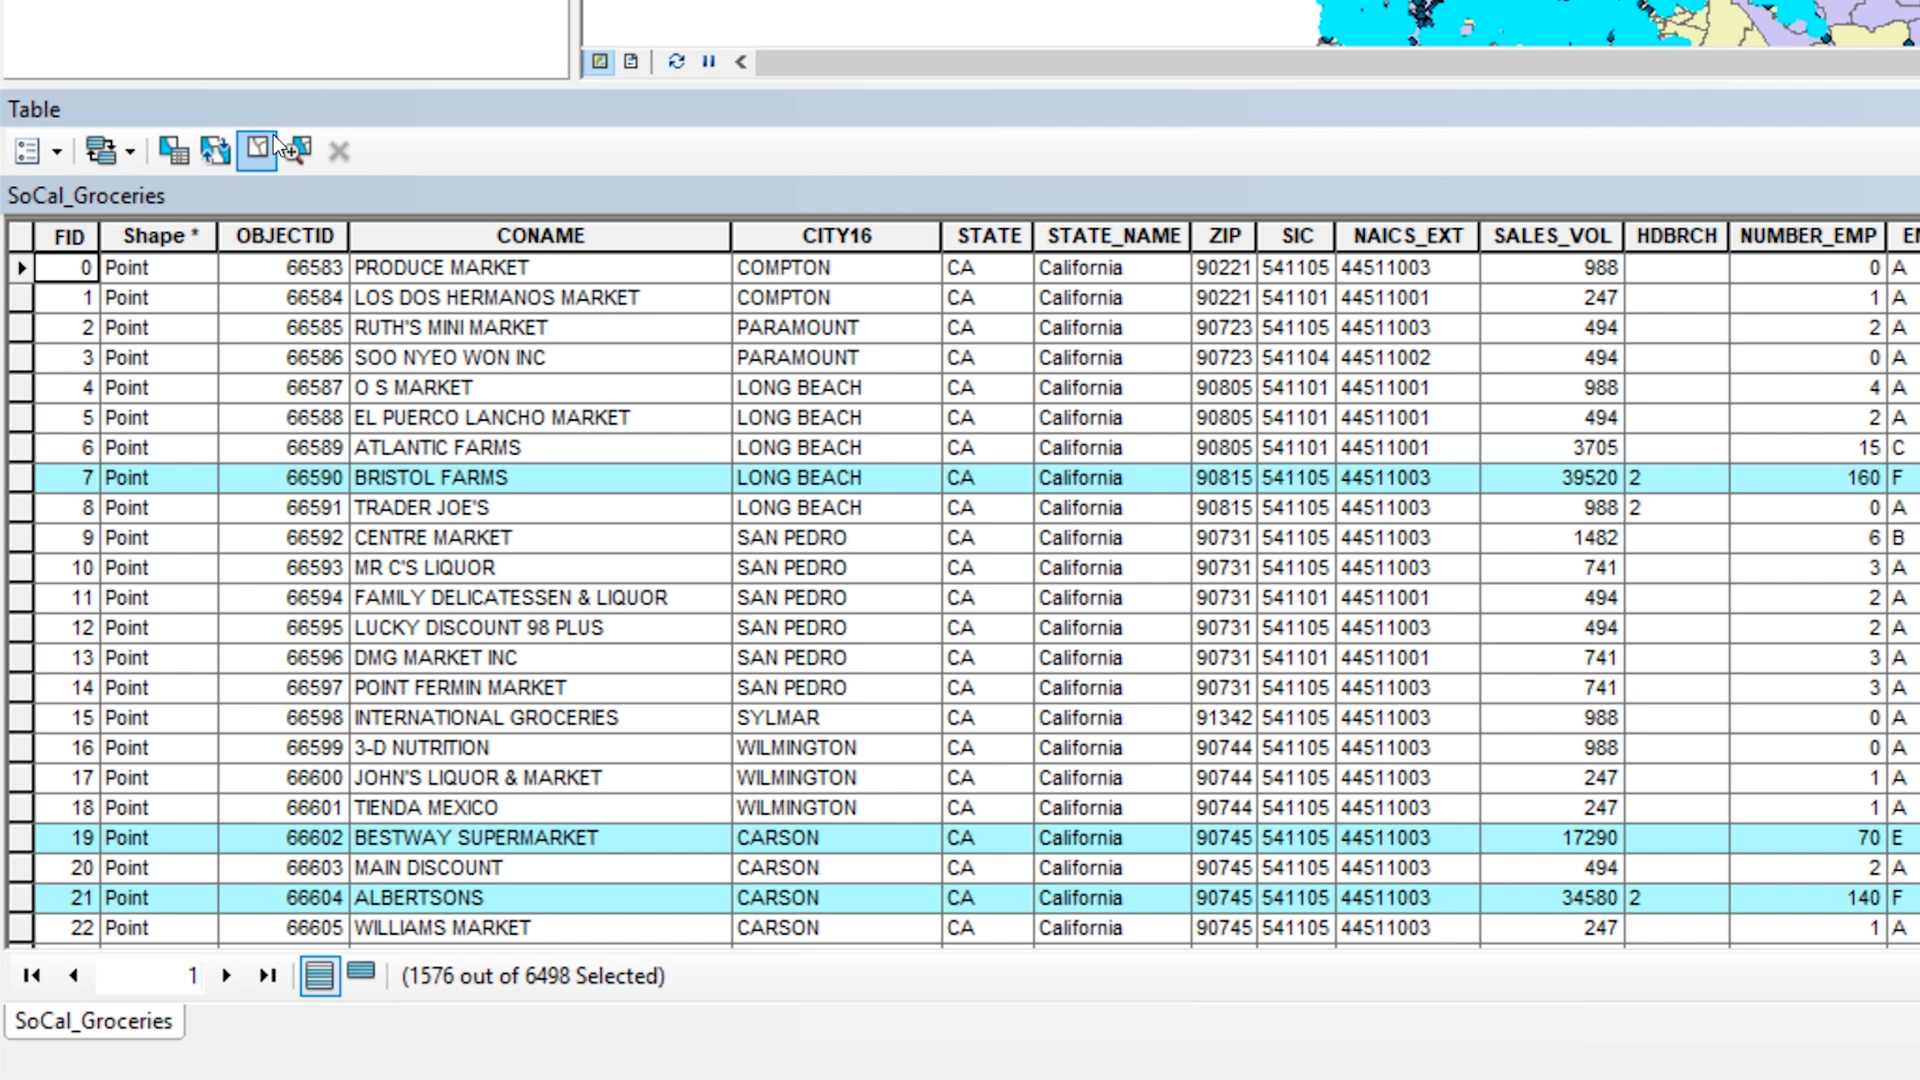 Table
SoCal_Groceries
FID Shape * OBJECTID CONAME CITY16 STATE STATE_NAME ZIP SIC NAICS_EXT SALES_VOL HDBRCH NUMBER_EMP
0 Point 66583 PRODUCE MARKET COMPTON CA California 90221 541105 44511003 988 0 A
1 Point 66584 LOS DOS HERMANOS MARKET COMPTON CA California 90221 541101 44511001 247 1 A
2 Point 66585 RUTH'S MINI MARKET PARAMOUNT CA California 90723 541105 44511003 494 2 A
3 Point 66586 SOO NYEO WON INC PARAMOUNT CA California 90723 541104 44511002 494 0 A
4 Point 66587 O S MARKET LONG BEACH CA California 90805 541101 44511001 988 4 A
5 Point 66588 EL PUERCO LANCHO MARKET LONG BEACH CA California 90805 541101 44511001 494 2 A
6 Point 66589 ATLANTIC FARMS LONG BEACH CA California 90805 541101 44511001 3705 15 C
7 Point 66590 BRISTOL FARMS LONG BEACH CA California 90815 541105 44511003 39520 2 160 F
8 Point 66591 TRADER JOE'S LONG BEACH CA California 90815 541105 44511003 988 2 0 A
9 Point 66592 CENTRE MARKET SAN PEDRO CA California 90731 541105 44511003 1482 6 B
10 Point 66593 MR C'S LIQUOR SAN PEDRO CA California 90731 541105 44511003 741 3 A
11 Point 66594 FAMILY DELICATESSEN & LIQUOR SAN PEDRO CA California 90731 541101 44511001 494 2 A
12 Point 66595 LUCKY DISCOUNT 98 PLUS SAN PEDRO CA California 90731 541105 44511003 494 2 A
13 Point 66596 DMG MARKET INC SAN PEDRO CA California 90731 541101 44511001 741 3 A
14 Point 66597 POINT FERMIN MARKET SAN PEDRO CA California 90731 541105 44511003 741 3 A
15 Point 66598 INTERNATIONAL GROCERIES SYLMAR CA California 91342 541105 44511003 988 0 A
16 Point 66599 3-D NUTRITION WILMINGTON CA California 90744 541105 44511003 988 0 A
17 Point 66600 JOHN'S LIQUOR & MARKET WILMINGTON CA California 90744 541105 44511003 247 1 A
18 Point 66601 TIENDA MEXICO WILMINGTON CA California 90744 541105 44511003 247 1 A
19 Point 66602 BESTWAY SUPERMARKET CARSON CA California 90745 541105 44511003 17290 70 E
20 Point 66603 MAIN DISCOUNT CARSON CA California 90745 541105 44511003 494 2 A
21 Point 66604 ALBERTSONS CARSON CA California 90745 541105 44511003 34580 2 140 F
22 Point 66605 WILLIAMS MARKET CARSON CA California 90745 541105 44511003 247 1 A
1 (1576 out of 6498 Selected)
SoCal_Groceries